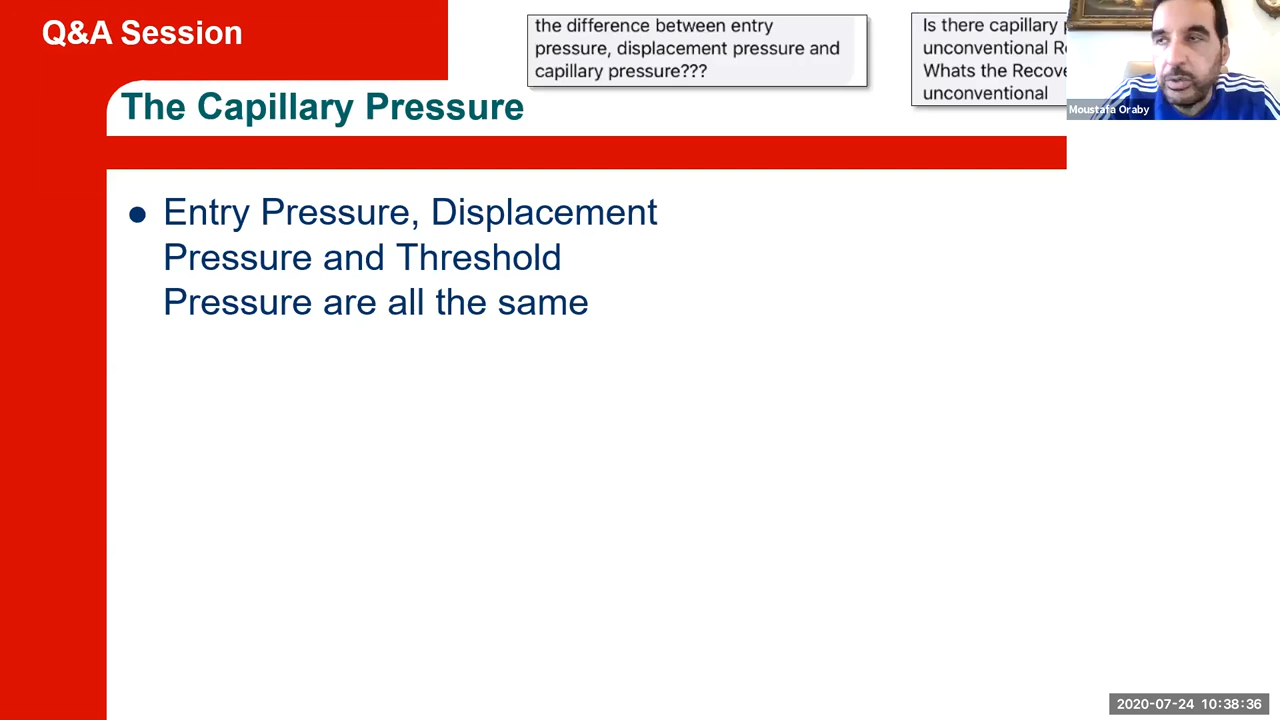 Q&A Session
the difference between entry
pressure, displacement pressure and
capillary pressure???
Is there capillary
unconventional
Whats the
unconventional
Moustafa Oraby
The Capillary Pressure
● Entry Pressure, Displacement
Pressure and Threshold
Pressure are all the same
2020-07-24 10:38:36